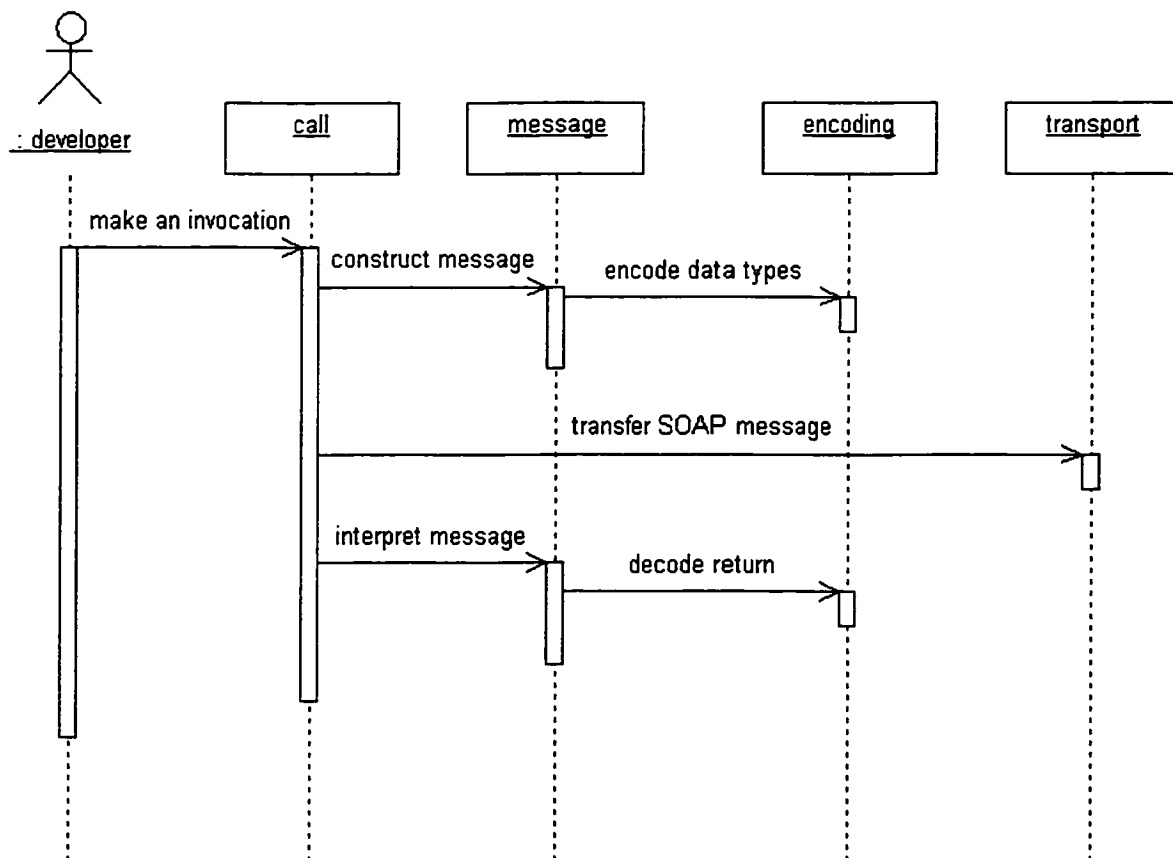 : developer
call
message
encoding
transport
make an invocation
construct message
encode data types
transfer SOAP message
interpret message
decode return